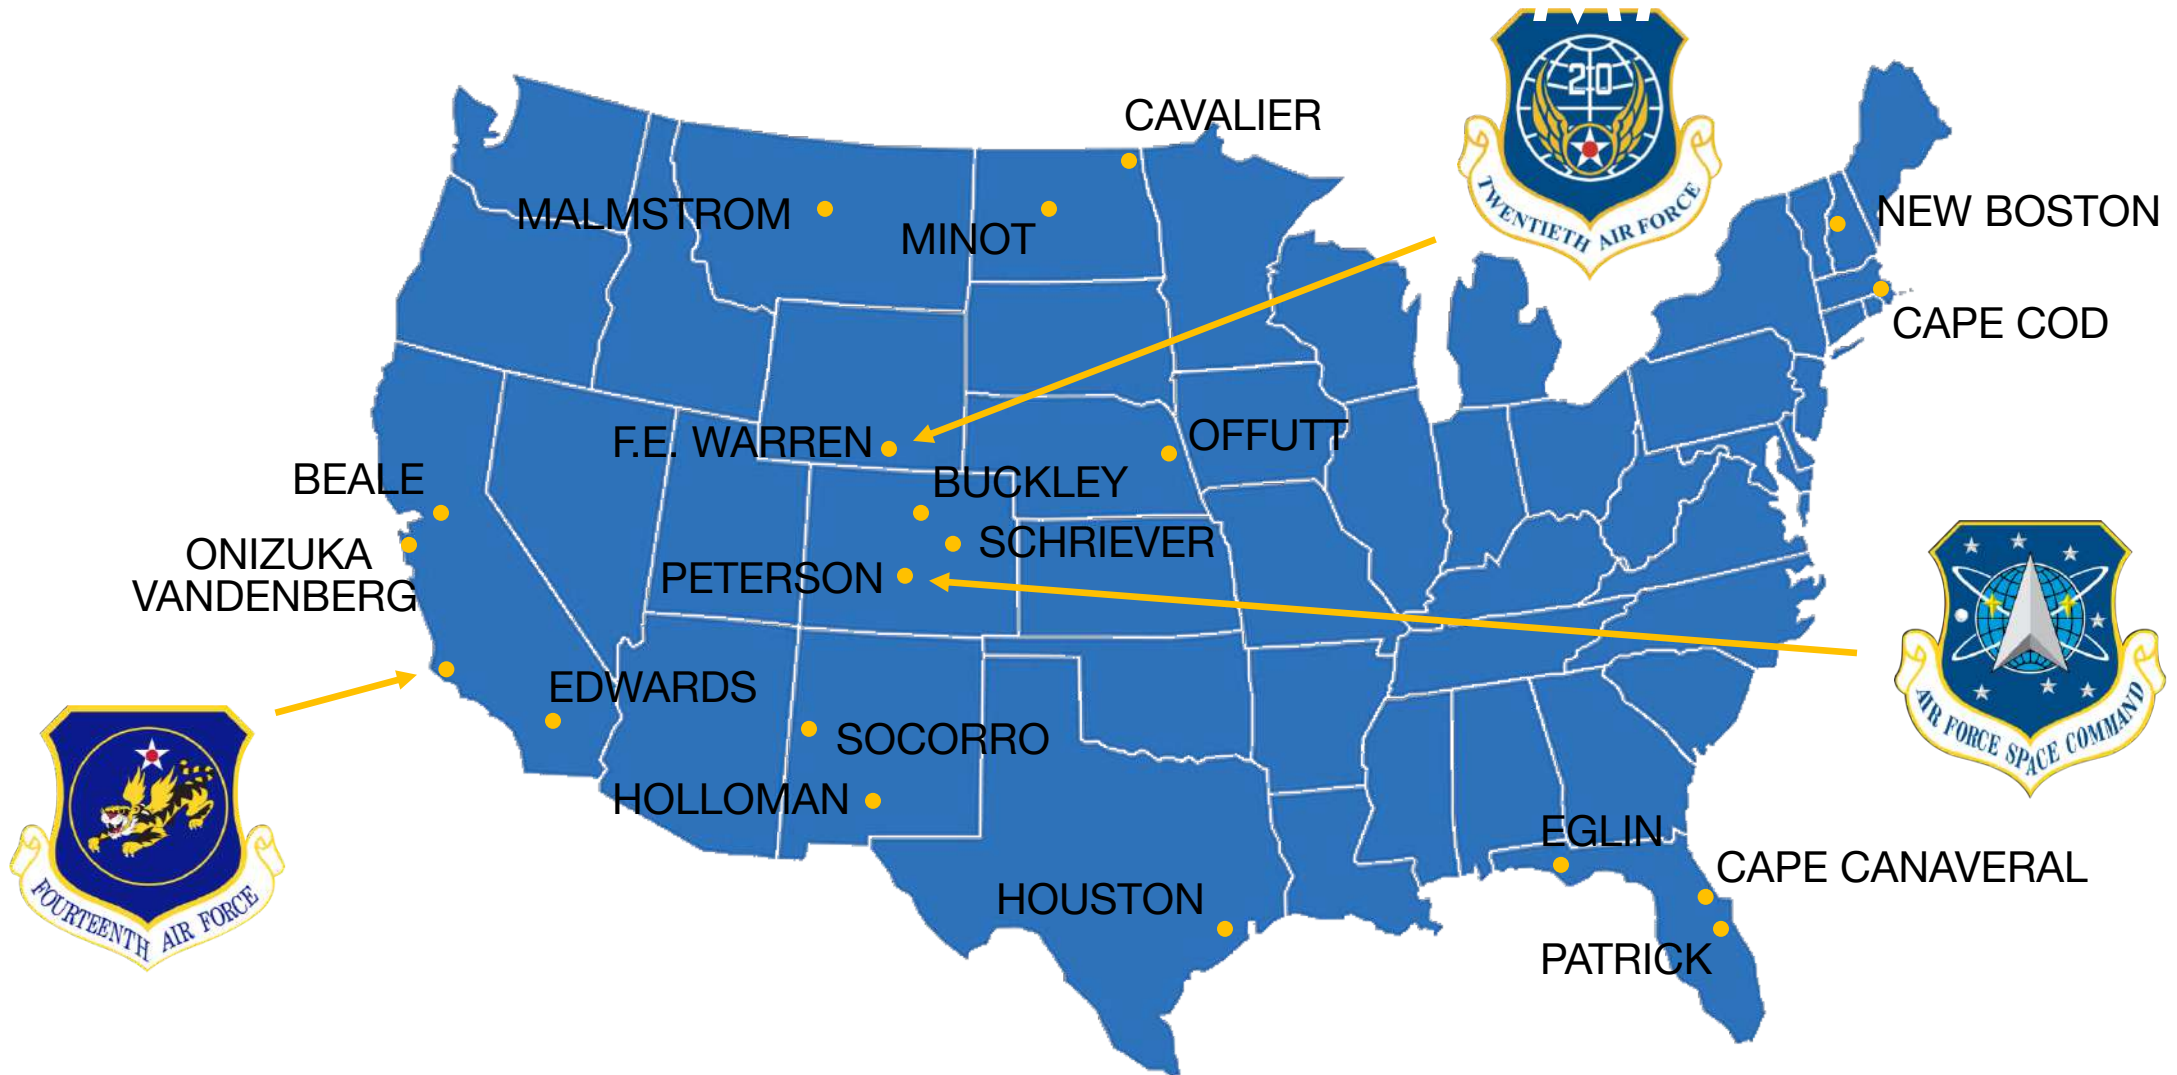 CAVALIER
20
TWENTIETH AIR FORCE
MALMSTROM
MINOT
NEW BOSTON
CAPE COD
F.E. WARREN
OFFUTT
BEALE
BUCKLEY
ONIZUKA
VANDENBERG
SCHRIEVER
PETERSON
AIR FORCE SPACE COMMAND
EDWARDS
SOCORRO
HOLLOMAN
FOURTEENTH AIR FORCE
EGLIN
CAPE CANAVERAL
HOUSTON
PATRICK